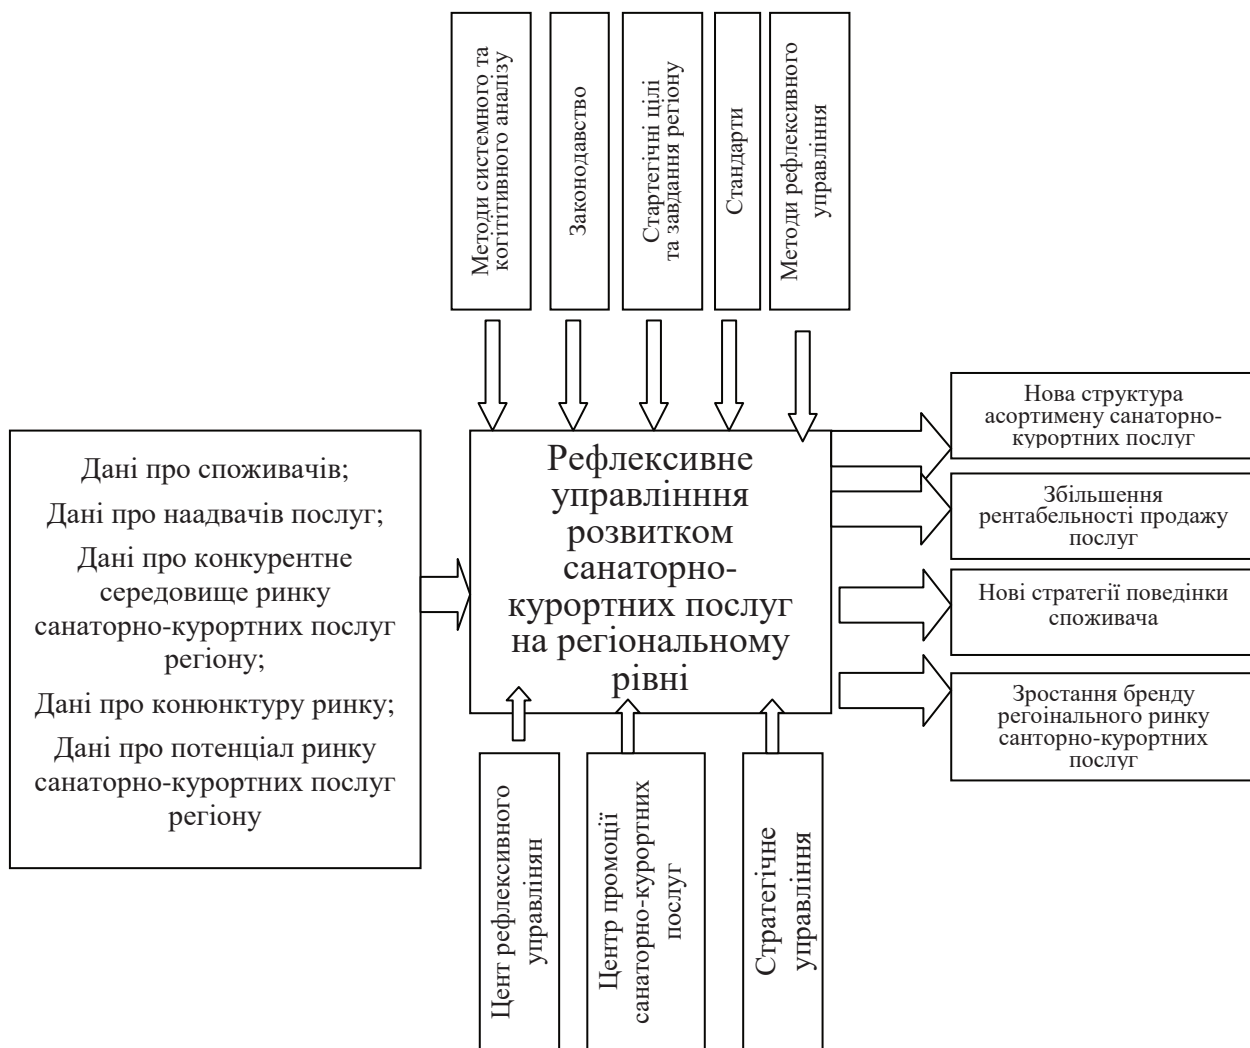 Методи системного та
когітітивного аналізу
Законодавство
Стартегічні цілі
та завдання регіону
Стандарти
Методи рефлексивного
управління
Дані про споживачів;
Дані про наадвачів послуг;
Дані про конкурентне
середовище ринку
санаторно-курортних послуг
регіону;
Дані про конюнктуру ринку;
Дані про потенціал ринку
санаторно-курортних послуг
регіону
Рефлексивне
управлінння
розвитком
санаторно-
курортних послуг
на регіональному
рівні
Нова структура
асортимену санаторно-
курортних послуг
Збільшення
рентабельності продажу
послуг
Нові стратегії поведінки
споживача
Зростання бренду
регоінального ринку
санторно-курортних
послуг
Цент рефлексивного
управлінян
Центр промоції
санаторно-курортних
послуг
Стратегічне
управління